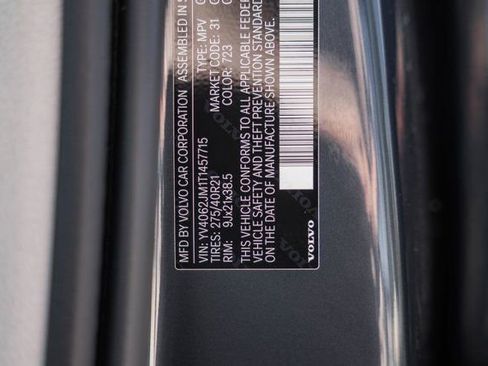 MFD BY VOLVO CAR CORPORATION ASSEMBLED IN S
VIN: YV4062JM1T1457715 TYPE: MPV G
TIRES: 275/40R21 MARKET CODE: 31 G
RIM: 9Jx21x38.5 COLOR: 723
THIS VEHICLE CONFORMS TO ALL APPLICABLE FEDE
VEHICLE SAFETY AND THEFT PREVENTION STANDARD
ON THE DATE OF MANUFACTURE SHOWN ABOVE.
VOLVO